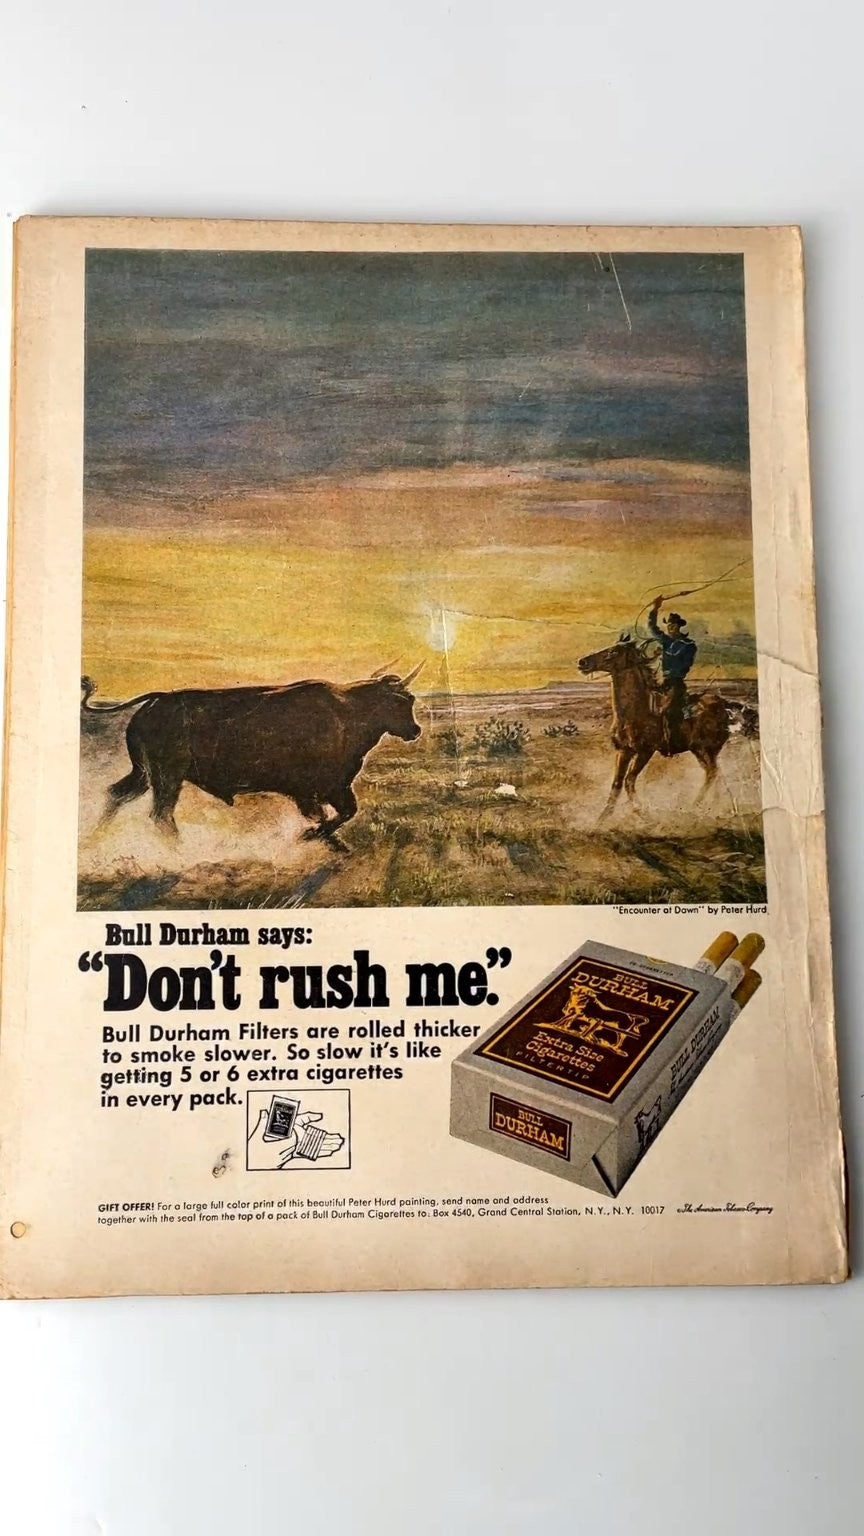 "Encounter at Dawn" by Peter Hurd
Bull Durham says:
“Don't rush me.”
Bull Durham Filters are rolled thicker
to smoke slower. So slow it's like
getting 5 or 6 extra cigarettes
in every pack.
BULL
DURHAM
Extra Size
Cigarettes
FILTER TIP
BULL
DURHAM
BULL DURHAM
GIFT OFFER! For a large full color print of this beautiful Peter Hurd painting, send name and address
together with the seal from the top of a pack of Bull Durham Cigarettes to: Box 4540, Grand Central Station, N.Y., N.Y. 10017
©The American Tobacco Company